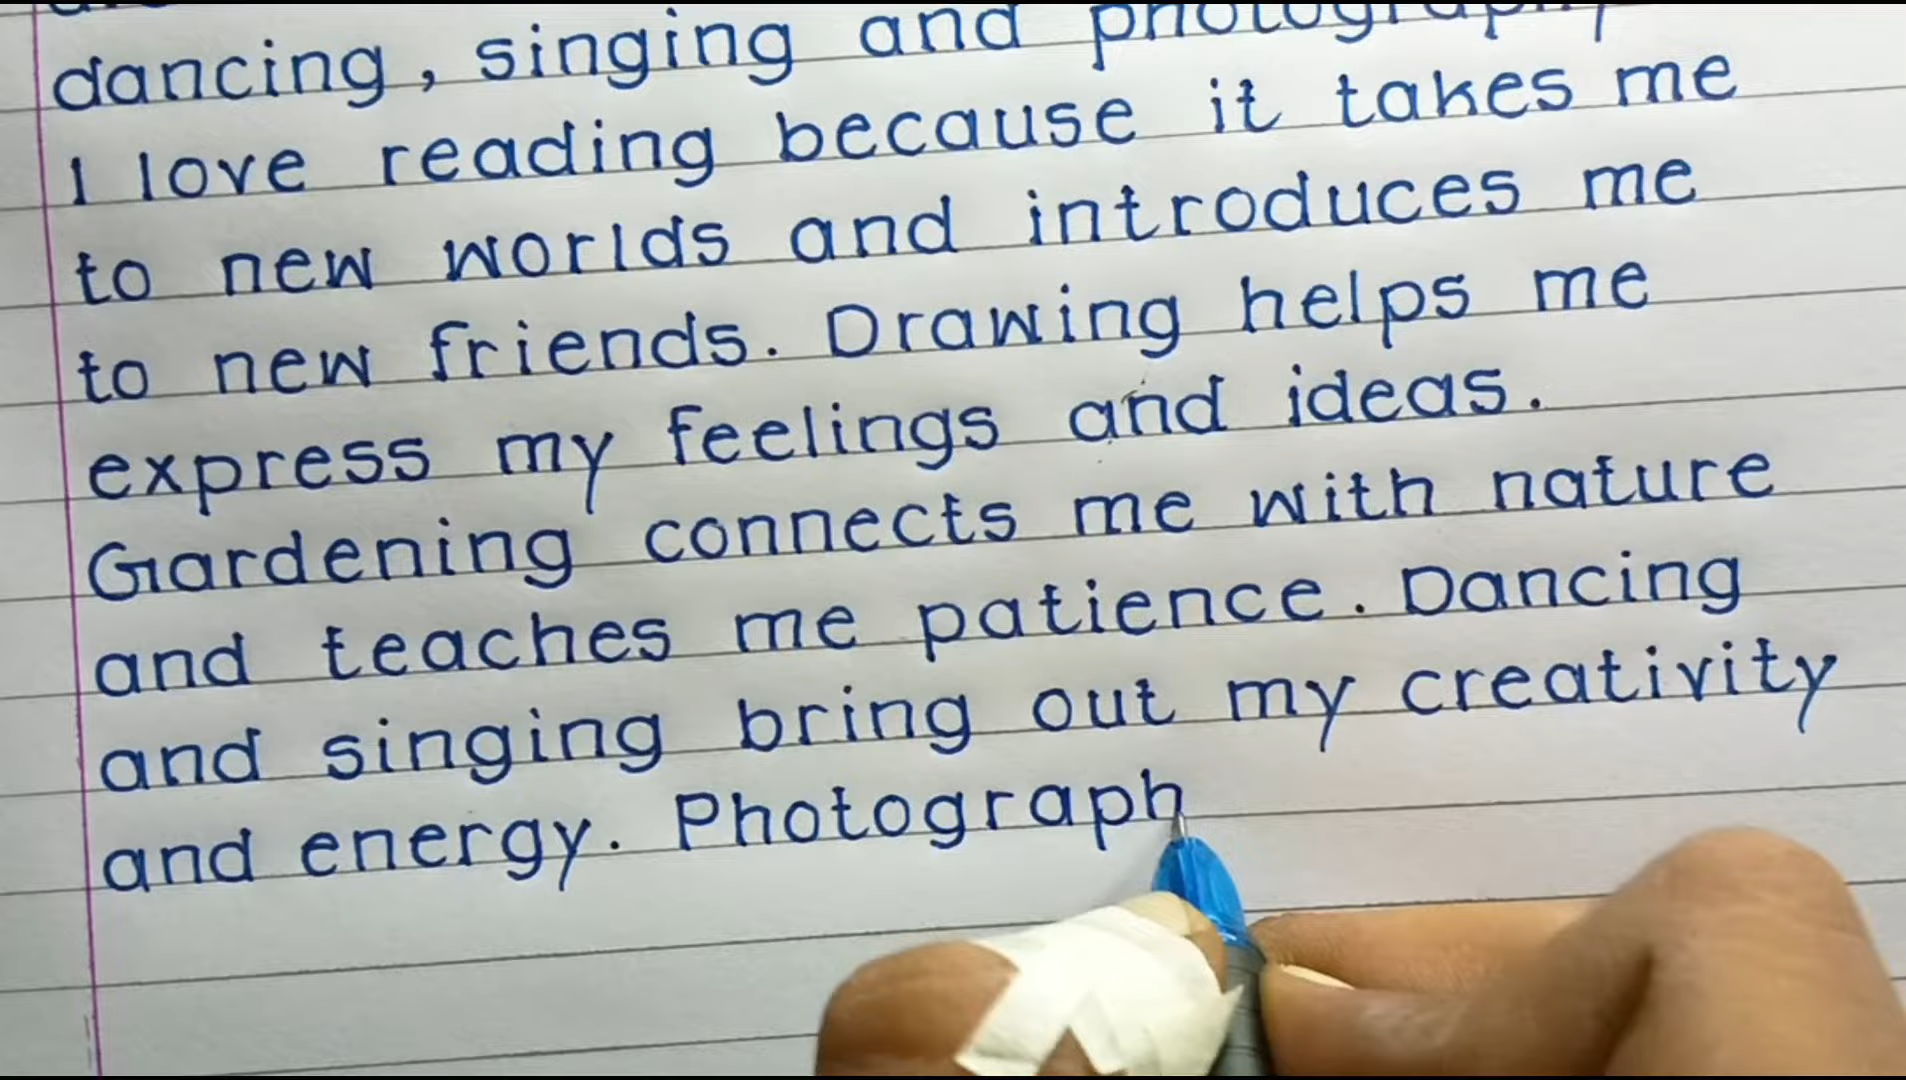 dancing, singing and photography
I love reading because it takes me
to new worlds and introduces me
to new friends. Drawing helps me
express my feelings and ideas.
Gardening connects me with nature
and teaches me patience. Dancing
and singing bring out my creativity
and energy. Photograph